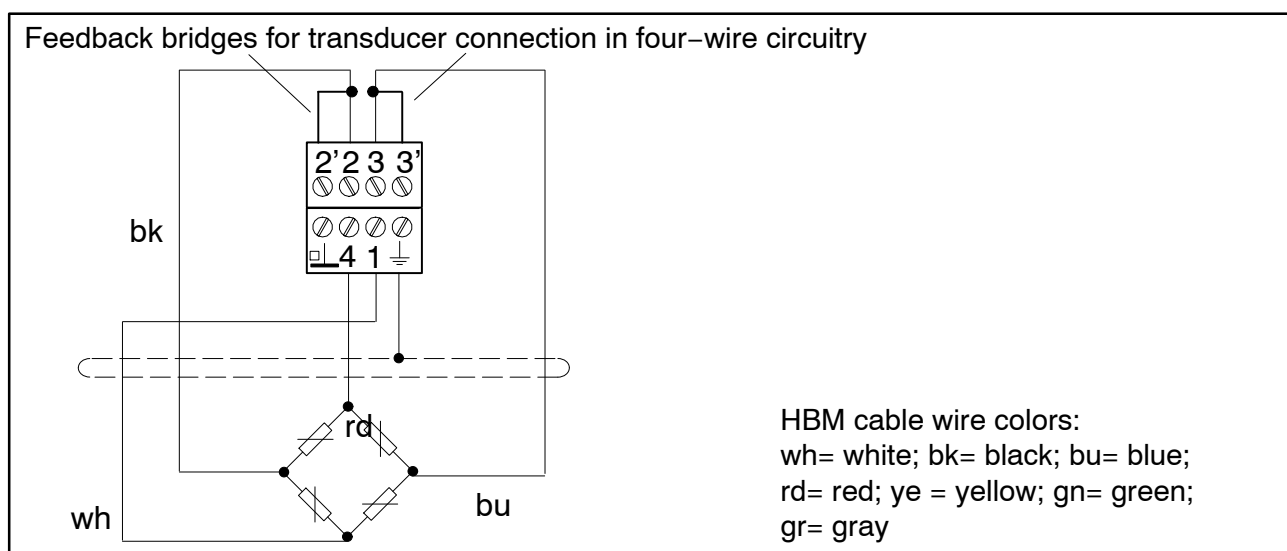 Feedback bridges for transducer connection in four−wire circuitry
2' 2 3 3'
bk
4 1
rd
wh
bu
HBM cable wire colors:
wh= white; bk= black; bu= blue;
rd= red; ye = yellow; gn= green;
gr= gray